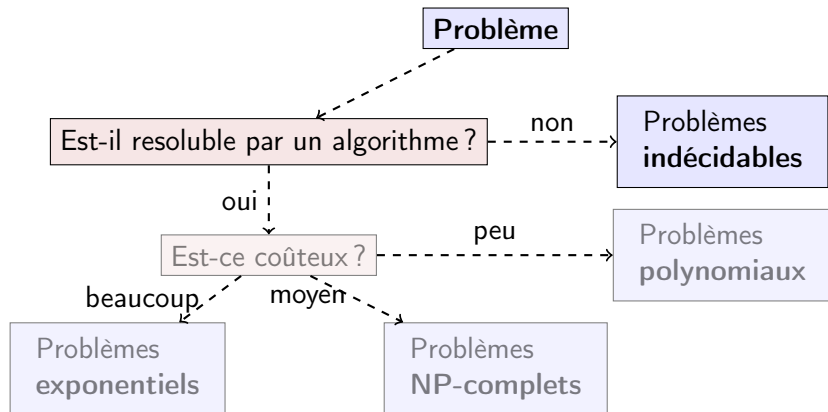 Problème
Est-il resoluble par un algorithme ?
non
Problèmes
indécidables
oui
Est-ce coûteux ?
peu
Problèmes
polynomiaux
beaucoup
moyen
Problèmes
exponentiels
Problèmes
NP-complets